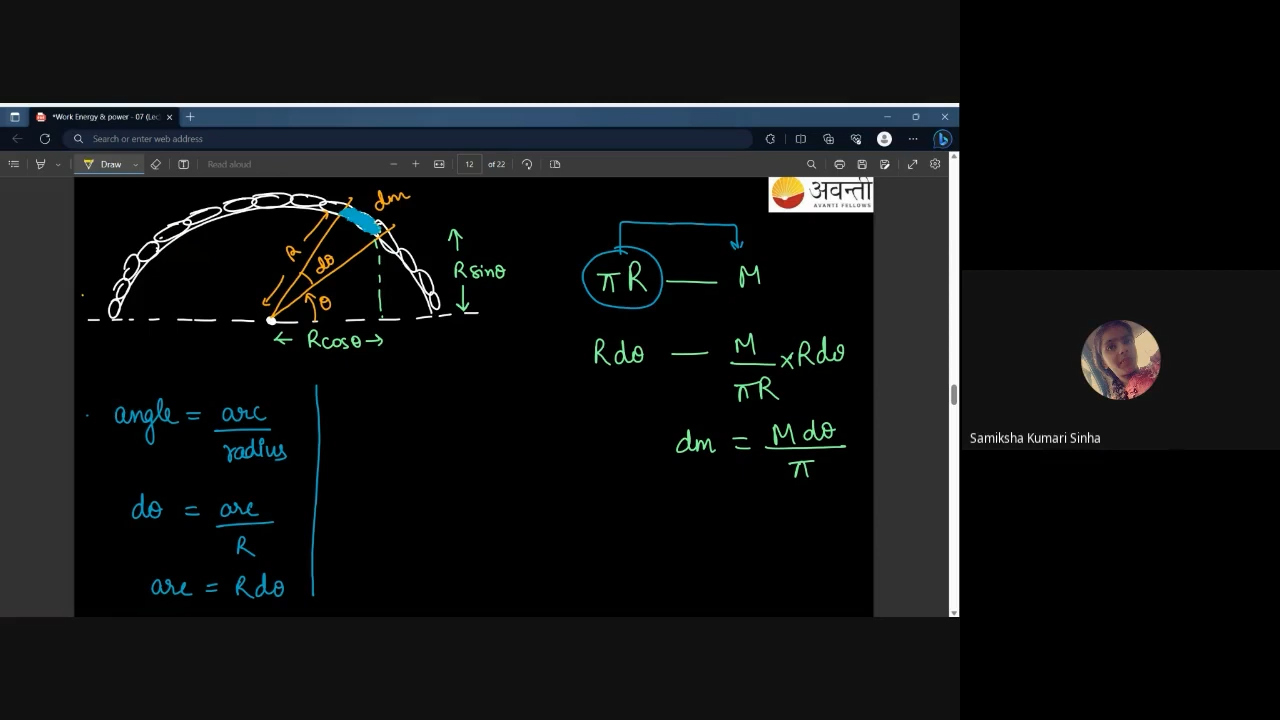 *Work Energy & power - 07 (Lec
Search or enter web address
Draw
Read aloud
12 of 22
अवन्ती
AVANTI FELLOWS
dm
R
dθ
θ
Rsinθ
← Rcosθ →
πR — M
Rdθ — M/πR × Rdθ
dm = M dθ/π
angle = arc/radius
dθ = arc/R
arc = Rdθ
Samiksha Kumari Sinha